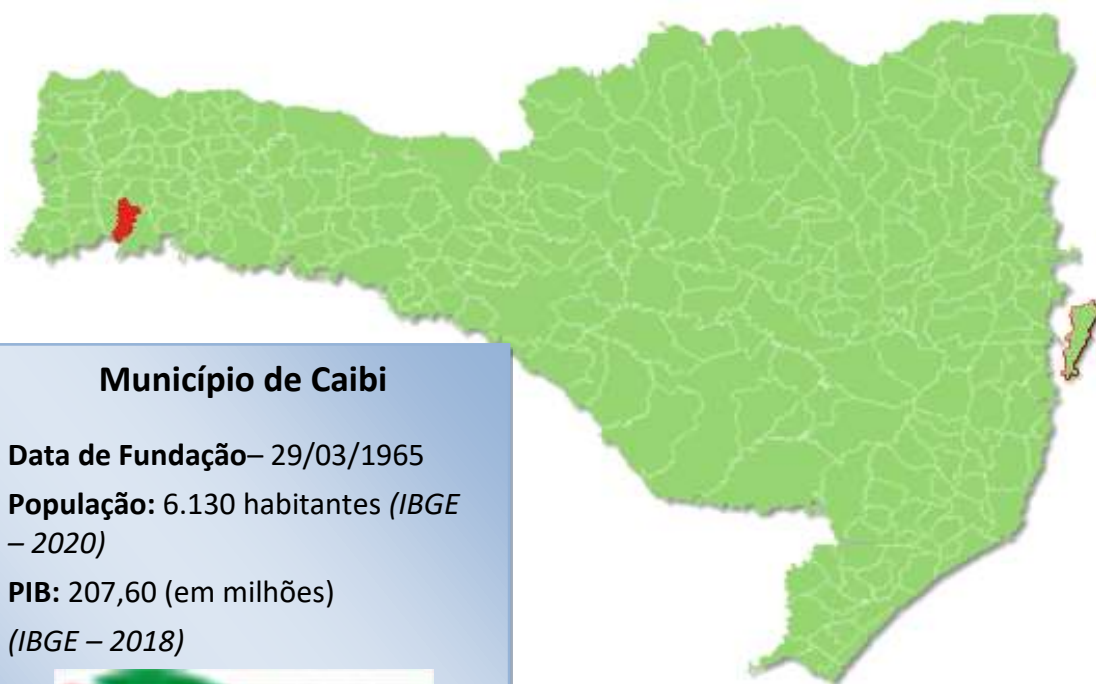 Município de Caibi
Data de Fundação– 29/03/1965
População: 6.130 habitantes (IBGE
– 2020)
PIB: 207,60 (em milhões)
(IBGE – 2018)